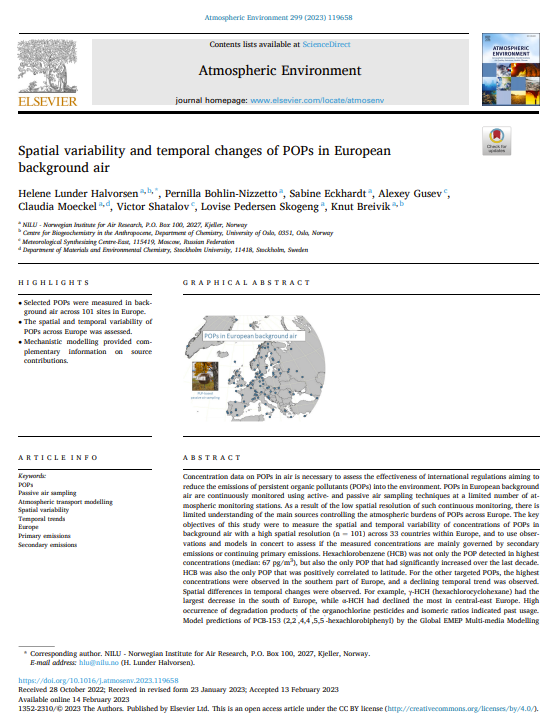 Atmospheric Environment 299 (2023) 119658
Contents lists available at ScienceDirect
Atmospheric Environment
journal homepage: www.elsevier.com/locate/atmosenv
ELSEVIER
ATMOSPHERIC
ENVIRONMENT
Check for
updates
Spatial variability and temporal changes of POPs in European
background air
Helene Lunder Halvorsen a,b,*, Pernilla Bohlin-Nizzetto a, Sabine Eckhardt a, Alexey Gusev c,
Claudia Moeckel a,d, Victor Shatalov c, Lovise Pedersen Skogeng a, Knut Breivik a,b
a NILU - Norwegian Institute for Air Research, P.O. Box 100, 2027, Kjeller, Norway
b Centre for Biogeochemistry in the Anthropocene, Department of Chemistry, University of Oslo, 0351, Oslo, Norway
c Meteorological Synthesizing Centre-East, 115419, Moscow, Russian Federation
d Department of Materials and Environmental Chemistry, Stockholm University, 11418, Stockholm, Sweden
HIGHLIGHTS
• Selected POPs were measured in back-
ground air across 101 sites in Europe.
• The spatial and temporal variability of
POPs across Europe was assessed.
• Mechanistic modelling provided com-
plementary information on source
contributions.
GRAPHICAL ABSTRACT
POPs in European background air
ARTICLE INFO
Keywords:
POPs
Passive air sampling
Atmospheric transport modelling
Spatial variability
Temporal trends
Europe
Primary emissions
Secondary emissions
ABSTRACT
Concentration data on POPs in air is necessary to assess the effectiveness of international regulations aiming to
reduce the emissions of persistent organic pollutants (POPs) into the environment. POPs in European background
air are continuously monitored using active- and passive air sampling techniques at a limited number of at-
mospheric monitoring stations. As a result of the low spatial resolution of such continuous monitoring, there is
limited understanding of the main sources controlling the atmospheric burdens of POPs across Europe. The key
objectives of this study were to measure the spatial and temporal variability of concentrations of POPs in
background air with a high spatial resolution (n = 101) across 33 countries within Europe, and to use obser-
vations and models in concert to assess if the measured concentrations are mainly governed by secondary
emissions or continuing primary emissions. Hexachlorobenzene (HCB) was not only the POP detected in highest
concentrations (median: 67 pg/m³), but also the only POP that had significantly increased over the last decade.
HCB was also the only POP that was positively correlated to latitude. For the other targeted POPs, the highest
concentrations were observed in the southern part of Europe, and a declining temporal trend was observed.
Spatial differences in temporal changes were observed. For example, γ-HCH (hexachlorocyclohexane) had the
largest decrease in the south of Europe, while α-HCH had declined the most in central-east Europe. High
occurrence of degradation products of the organochlorine pesticides and isomeric ratios indicated past usage.
Model predictions of PCB-153 (2,2′,4,4′,5,5′-hexachlorobiphenyl) by the Global EMEP Multi-media Modelling
* Corresponding author. NILU - Norwegian Institute for Air Research, P.O. Box 100, 2027, Kjeller, Norway.
E-mail address: hlu@nilu.no (H. Lunder Halvorsen).
https://doi.org/10.1016/j.atmosenv.2023.119658
Received 28 October 2022; Received in revised form 23 January 2023; Accepted 13 February 2023
Available online 14 February 2023
1352-2310/© 2023 The Authors. Published by Elsevier Ltd. This is an open access article under the CC BY license (http://creativecommons.org/licenses/by/4.0/).